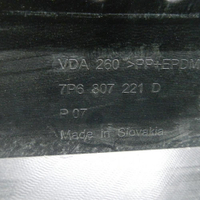 VDA 260 >PP+EPDM
7P6 807 221 D
P 07
Made in Slovakia